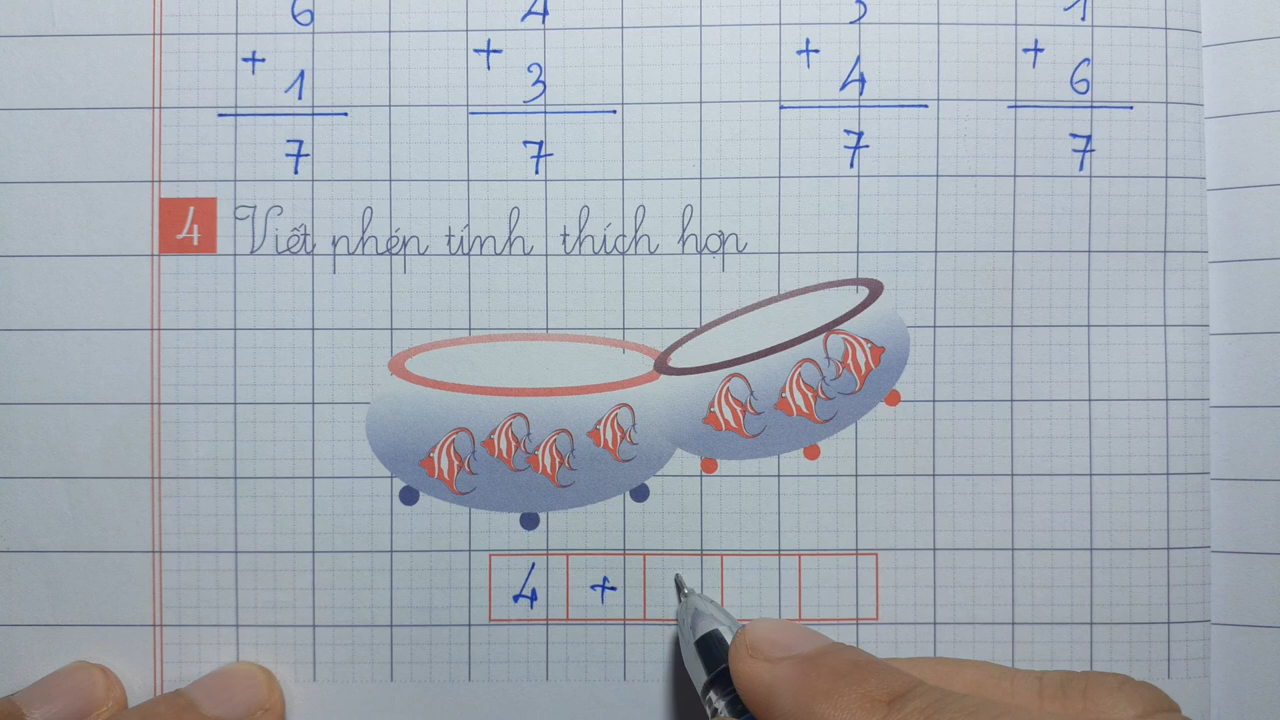 6 4 3 1
+ + + +
1 3 4 6
7 7 7 7
4 Viết phép tính thích hợp
4 +